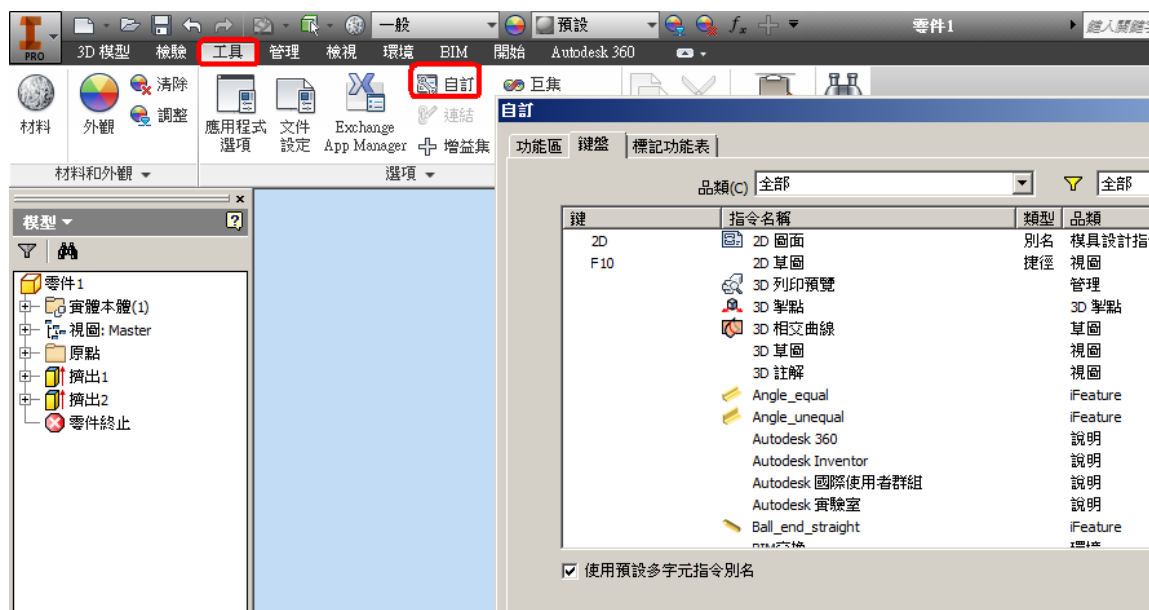 一般 預設 fx 零件1 鍵入關鍵字
PRO 3D 模型 檢驗 工具 管理 檢視 環境 BIM 開始 Autodesk 360
材料 外觀 清除 調整 應用程式選項 文件設定 Exchange App Manager 自訂 連結 增益集 巨集
材料和外觀 選項
自訂
功能區 鍵盤 標記功能表
品類(C) 全部 全部
鍵 指令名稱 類型 品類
2D 2D 圖面 別名 模具設計指
F10 2D 草圖 捷徑 視圖
3D 列印預覽 管理
3D 掣點 3D 掣點
3D 相交曲線 草圖
3D 草圖 視圖
3D 註解 視圖
Angle_equal iFeature
Angle_unequal iFeature
Autodesk 360 說明
Autodesk Inventor 說明
Autodesk 國際使用者群組 說明
Autodesk 實驗室 說明
Ball_end_straight iFeature
使用預設多字元指令別名
模型
零件1
實體本體(1)
視圖: Master
原點
擠出1
擠出2
零件終止